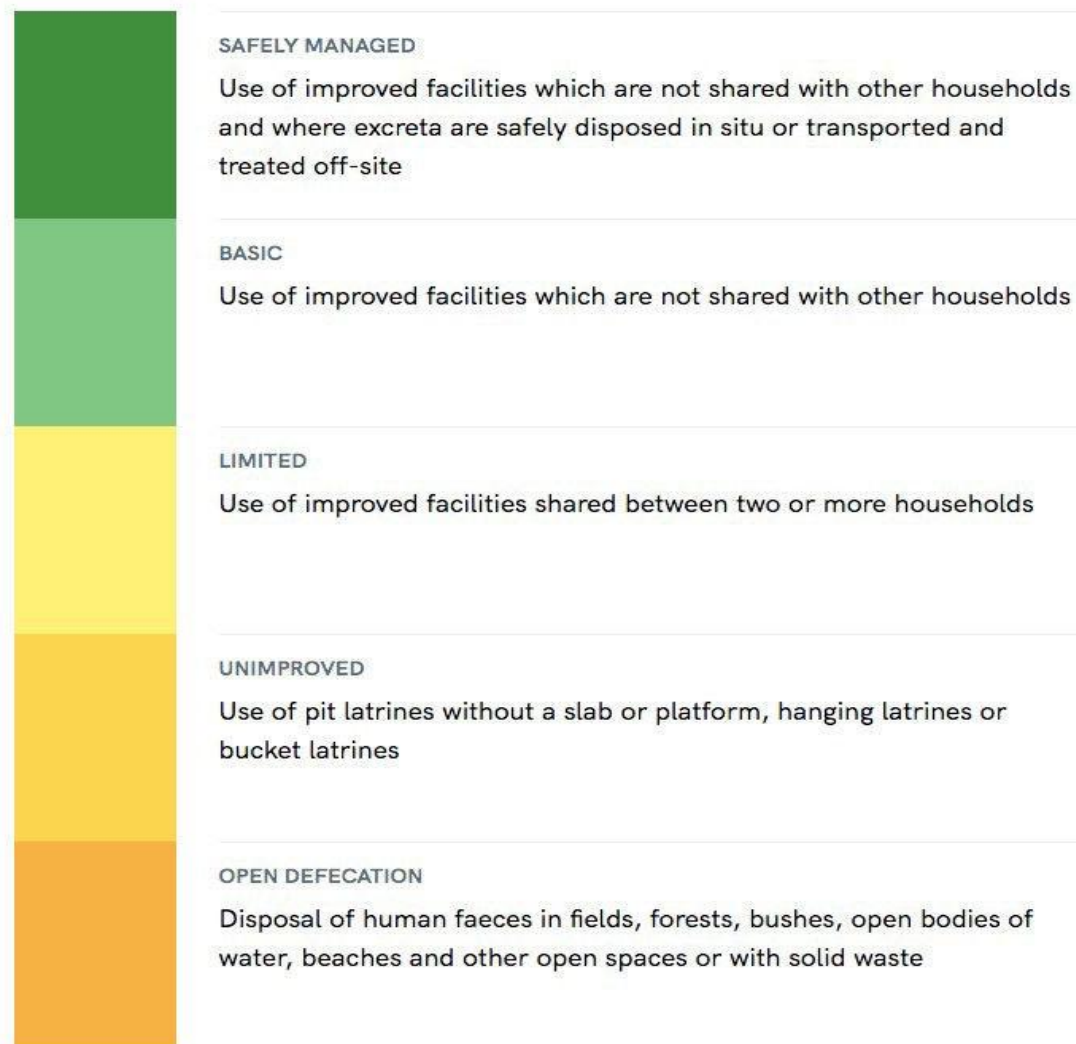 SAFELY MANAGED
Use of improved facilities which are not shared with other households
and where excreta are safely disposed in situ or transported and
treated off-site
BASIC
Use of improved facilities which are not shared with other households
LIMITED
Use of improved facilities shared between two or more households
UNIMPROVED
Use of pit latrines without a slab or platform, hanging latrines or
bucket latrines
OPEN DEFECATION
Disposal of human faeces in fields, forests, bushes, open bodies of
water, beaches and other open spaces or with solid waste